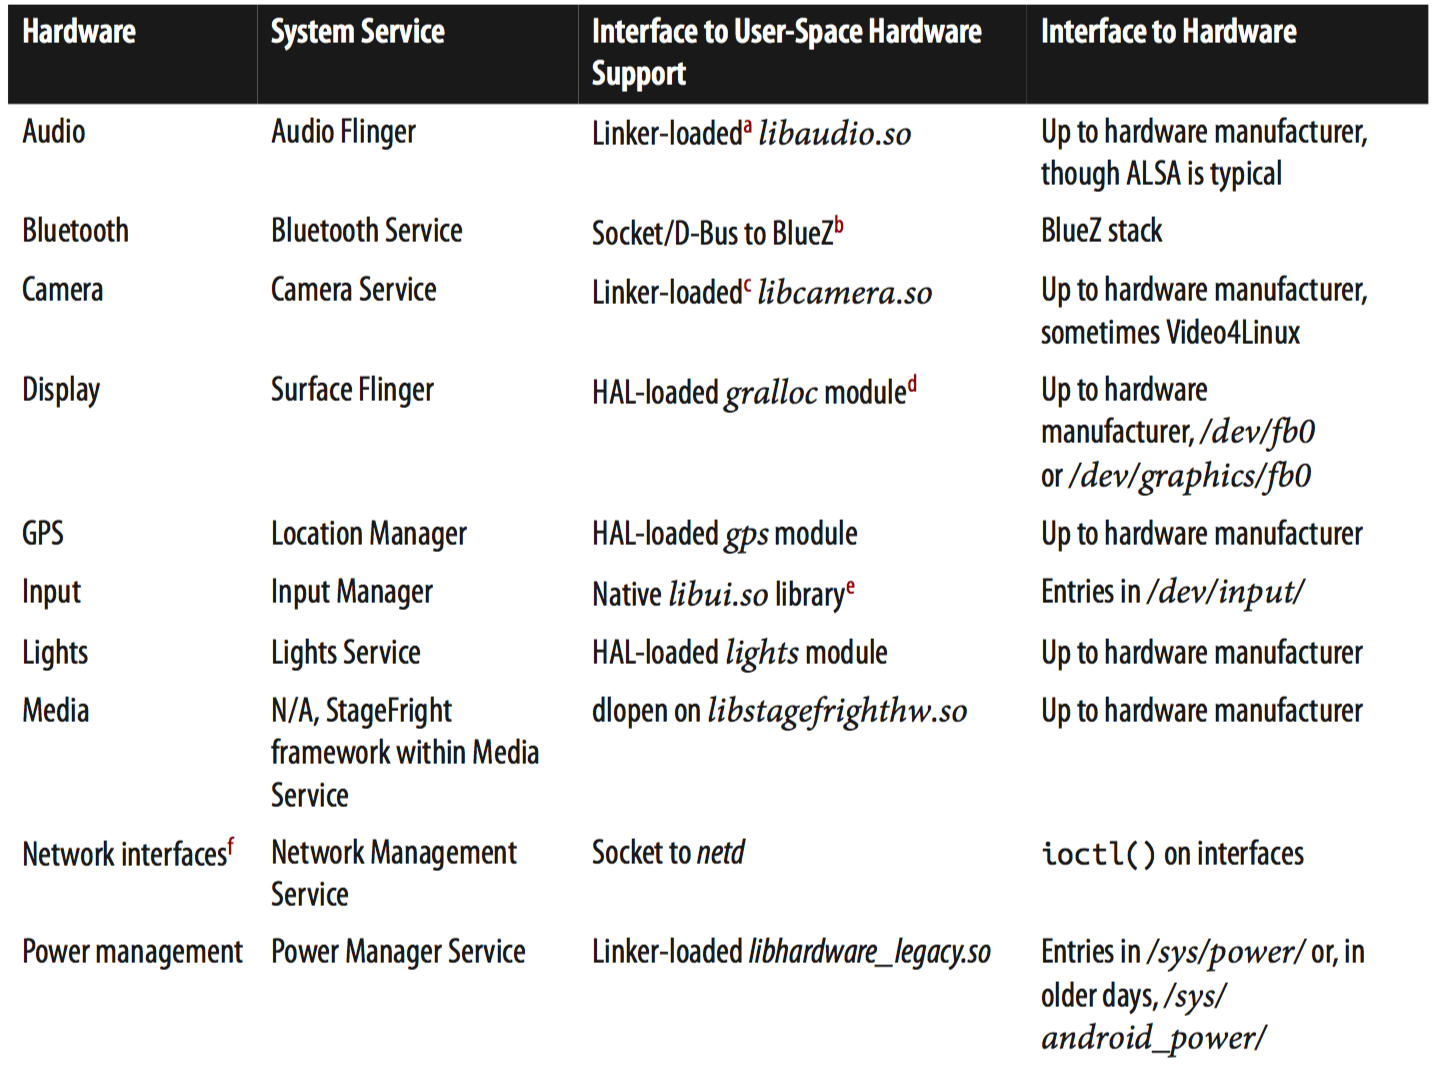 Hardware System Service Interface to User-Space Hardware Interface to Hardware
Support
Audio Audio Flinger Linker-loadeda libaudio.so Up to hardware manufacturer,
though ALSA is typical
Bluetooth Bluetooth Service Socket/D-Bus to BlueZb BlueZ stack
Camera Camera Service Linker-loadedc libcamera.so Up to hardware manufacturer,
sometimes Video4Linux
Display Surface Flinger HAL-loaded gralloc moduled Up to hardware
manufacturer, /dev/fb0
or /dev/graphics/fb0
GPS Location Manager HAL-loaded gps module Up to hardware manufacturer
Input Input Manager Native libui.so librarye Entries in /dev/input/
Lights Lights Service HAL-loaded lights module Up to hardware manufacturer
Media N/A, StageFright dlopen on libstagefrighthw.so Up to hardware manufacturer
framework within Media
Service
Network interfacesf Network Management Socket to netd ioctl() on interfaces
Service
Power management Power Manager Service Linker-loaded libhardware_legacy.so Entries in /sys/power/ or, in
older days, /sys/
android_power/